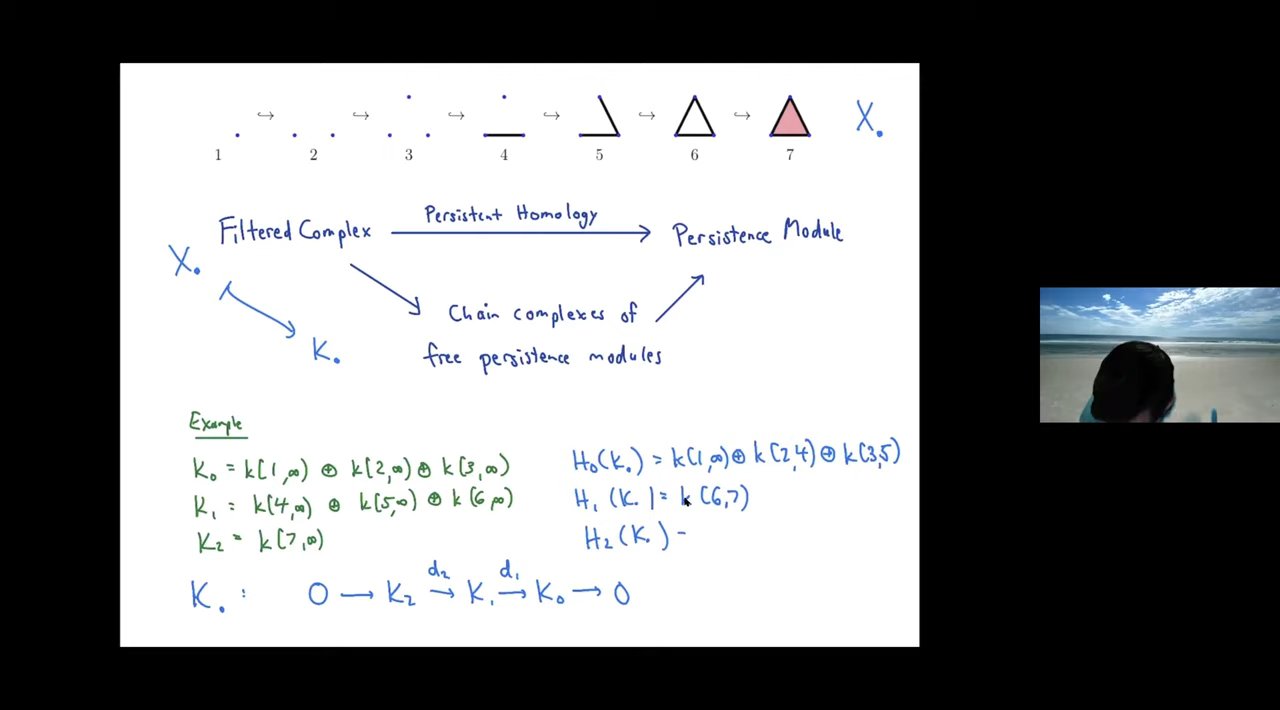 ↪ ↪ ↪ ↪ ↪ ↪ X.
1 2 3 4 5 6 7
Persistent Homology
Filtered Complex Persistence Module
X.
Chain complexes of
K. free persistence modules
Example
K₀ = k[1,∞) ⊕ k[2,∞) ⊕ k[3,∞) H₀(K.) = k[1,∞) ⊕ k[2,4) ⊕ k[3,5)
K₁ = k[4,∞) ⊕ k[5,∞) ⊕ k[6,∞) H₁(K.) = k[6,7)
K₂ = k[7,∞) H₂(K.) =
d₂ d₁
K. : 0 → K₂ → K₁ → K₀ → 0